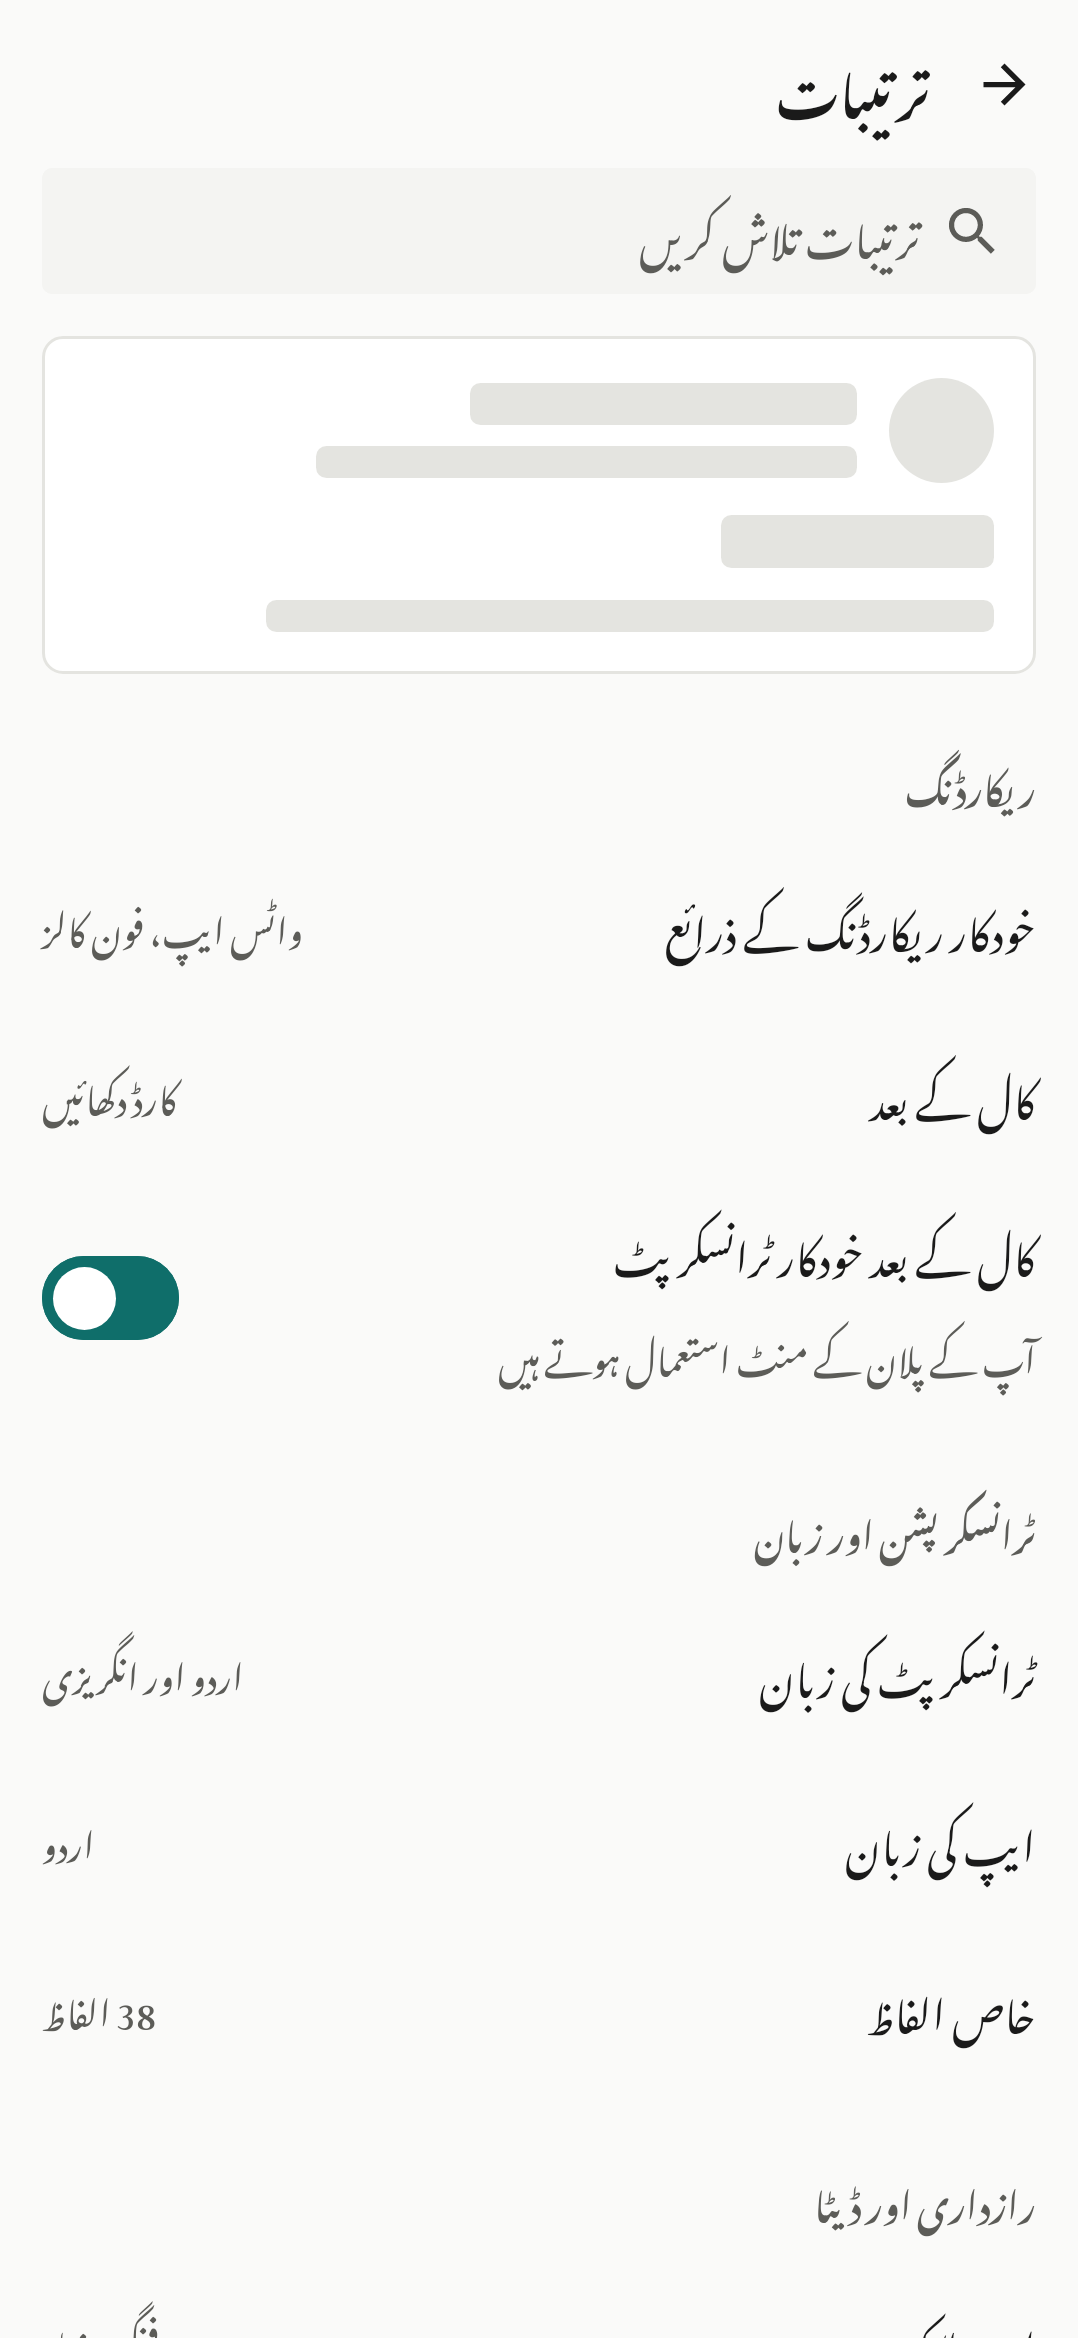 ترتیبات
ترتیبات تلاش کریں
ریکارڈنگ
خودکار ریکارڈنگ کے ذرائع
واٹس ایپ، فون کالز
کال کے بعد
کارڈ دکھائیں
کال کے بعد خودکار ٹرانسکرپٹ
آپ کے پلان کے منٹ استعمال ہوتے ہیں
ٹرانسکرپشن اور زبان
ٹرانسکرپٹ کی زبان
اردو اور انگریزی
ایپ کی زبان
اردو
خاص الفاظ
38 الفاظ
رازداری اور ڈیٹا